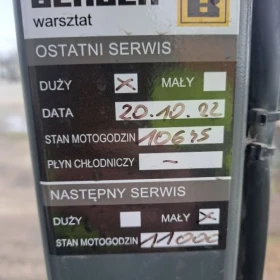 warsztat
OSTATNI SERWIS
DUŻY X MAŁY
DATA 20.10.22
STAN MOTOGODZIN 10645
PŁYN CHŁODNICZY -
NASTĘPNY SERWIS
DUŻY MAŁY X
STAN MOTOGODZIN 11000